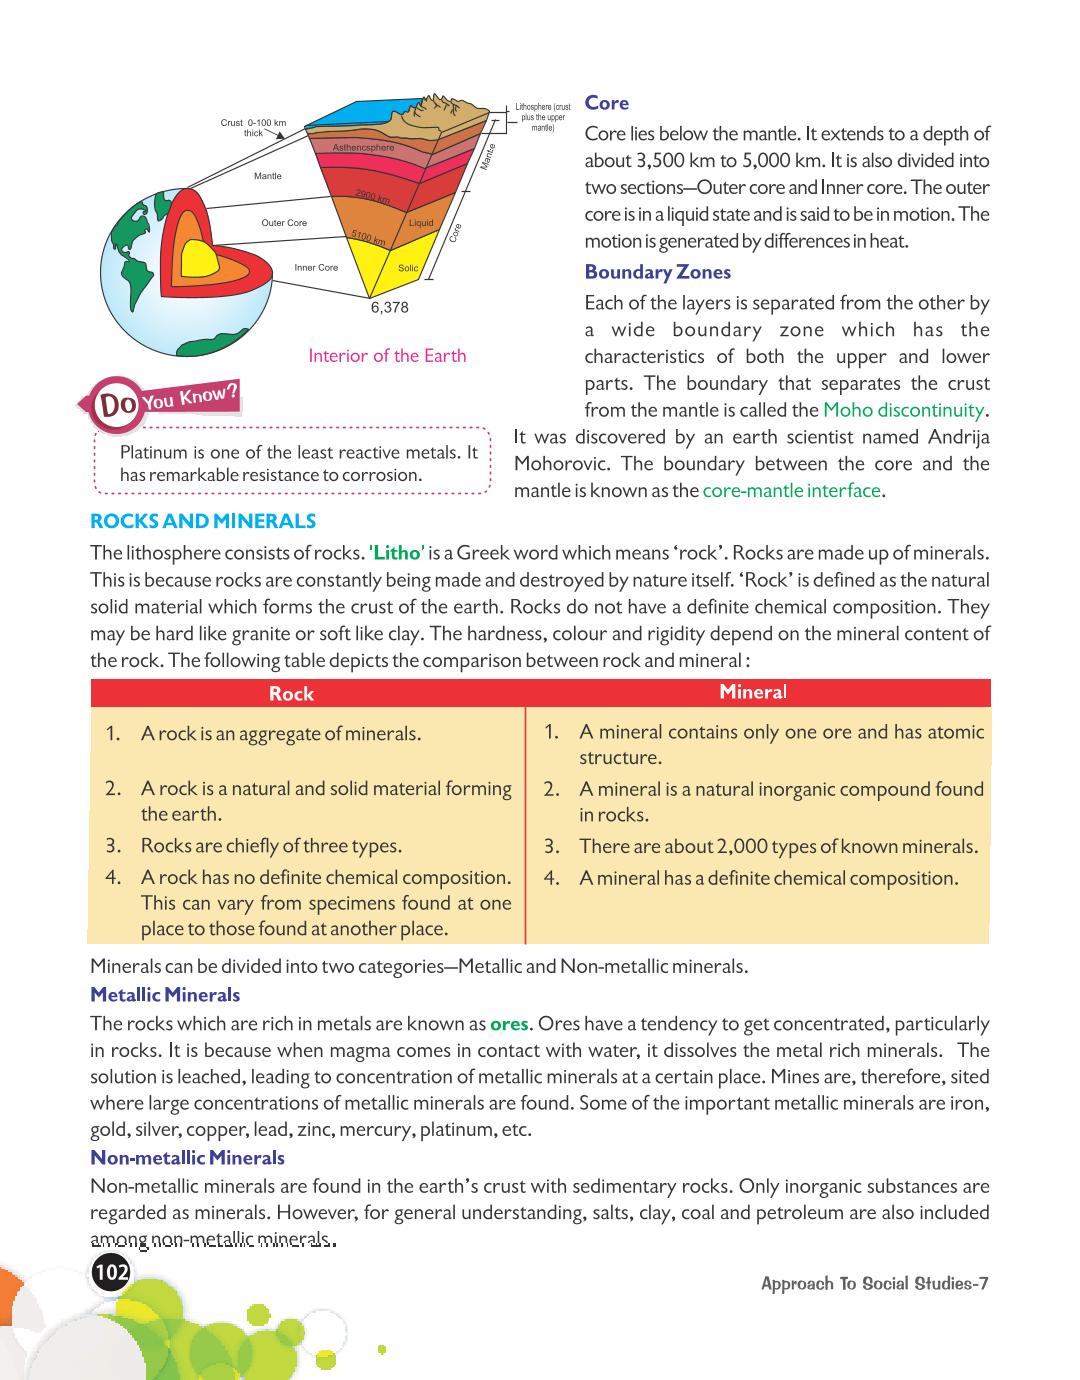 Crust 0-100 km
thick
Lithosphere (crust
plus the upper
mantle)
Asthencsphere
Mantle
Mant-e
2900 km
Outer Core
Liquid
5100 km
Core
Inner Core
Solic
6,378
Interior of the Earth
Core
Core lies below the mantle. It extends to a depth of
about 3,500 km to 5,000 km. It is also divided into
two sections—Outer core and Inner core. The outer
core is in a liquid state and is said to be in motion. The
motion is generated by differences in heat.
Boundary Zones
Each of the layers is separated from the other by
a wide boundary zone which has the
characteristics of both the upper and lower
parts. The boundary that separates the crust
from the mantle is called the Moho discontinuity.
It was discovered by an earth scientist named Andrija
Mohorovic. The boundary between the core and the
mantle is known as the core-mantle interface.
Do You Know?
Platinum is one of the least reactive metals. It
has remarkable resistance to corrosion.
ROCKS AND MINERALS
The lithosphere consists of rocks. 'Litho' is a Greek word which means ‘rock’. Rocks are made up of minerals.
This is because rocks are constantly being made and destroyed by nature itself. ‘Rock’ is defined as the natural
solid material which forms the crust of the earth. Rocks do not have a definite chemical composition. They
may be hard like granite or soft like clay. The hardness, colour and rigidity depend on the mineral content of
the rock. The following table depicts the comparison between rock and mineral :
Rock
1. A rock is an aggregate of minerals.
2. A rock is a natural and solid material forming
the earth.
3. Rocks are chiefly of three types.
4. A rock has no definite chemical composition.
This can vary from specimens found at one
place to those found at another place.
Mineral
1. A mineral contains only one ore and has atomic
structure.
2. A mineral is a natural inorganic compound found
in rocks.
3. There are about 2,000 types of known minerals.
4. A mineral has a definite chemical composition.
Minerals can be divided into two categories—Metallic and Non-metallic minerals.
Metallic Minerals
The rocks which are rich in metals are known as ores. Ores have a tendency to get concentrated, particularly
in rocks. It is because when magma comes in contact with water, it dissolves the metal rich minerals. The
solution is leached, leading to concentration of metallic minerals at a certain place. Mines are, therefore, sited
where large concentrations of metallic minerals are found. Some of the important metallic minerals are iron,
gold, silver, copper, lead, zinc, mercury, platinum, etc.
Non-metallic Minerals
Non-metallic minerals are found in the earth’s crust with sedimentary rocks. Only inorganic substances are
regarded as minerals. However, for general understanding, salts, clay, coal and petroleum are also included
among non-metallic minerals.
102
Approach To Social Studies-7